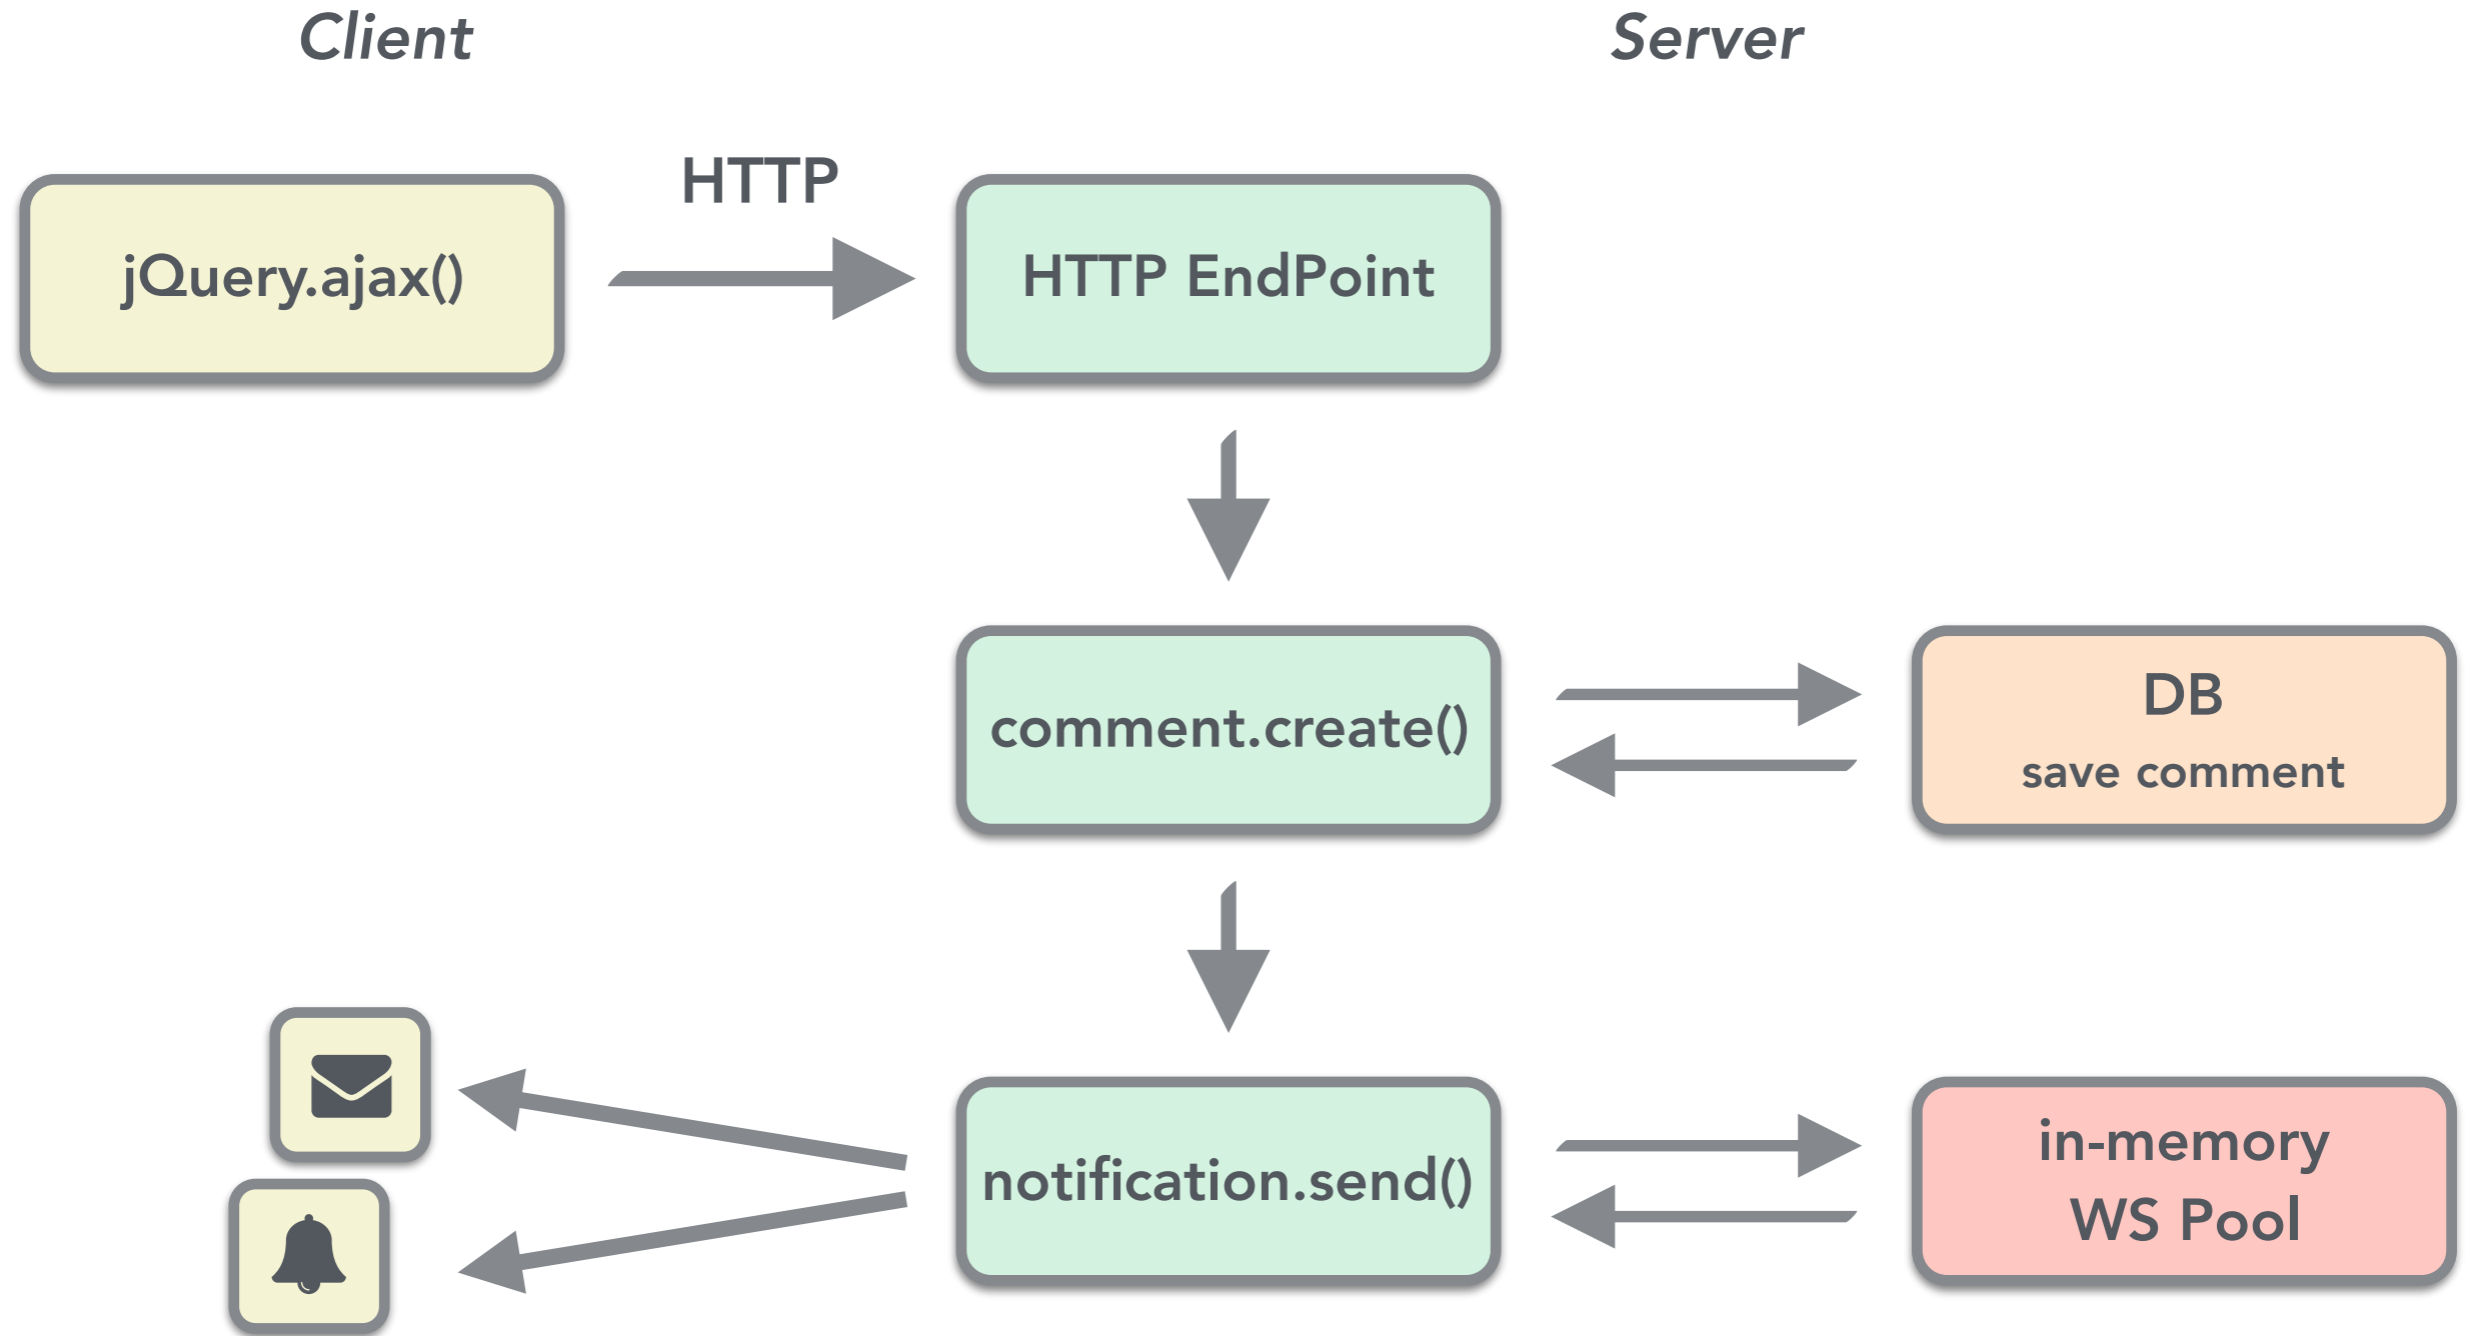 Client
Server
HTTP
jQuery.ajax()
HTTP EndPoint
comment.create()
DB
save comment
notification.send()
in-memory
WS Pool